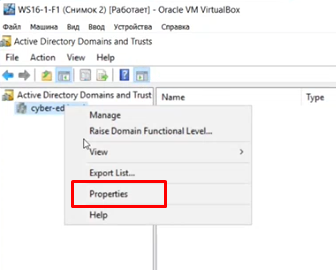 WS16-1-F1 (Снимок 2) [Работает] - Oracle VM VirtualBox
Файл Машина Вид Ввод Устройства Справка
Active Directory Domains and Trusts
File Action View Help
Active Directory Domains and Trust
Name
Type
cyber-ed
Manage
Raise Domain Functional Level...
View
Export List...
Properties
Help